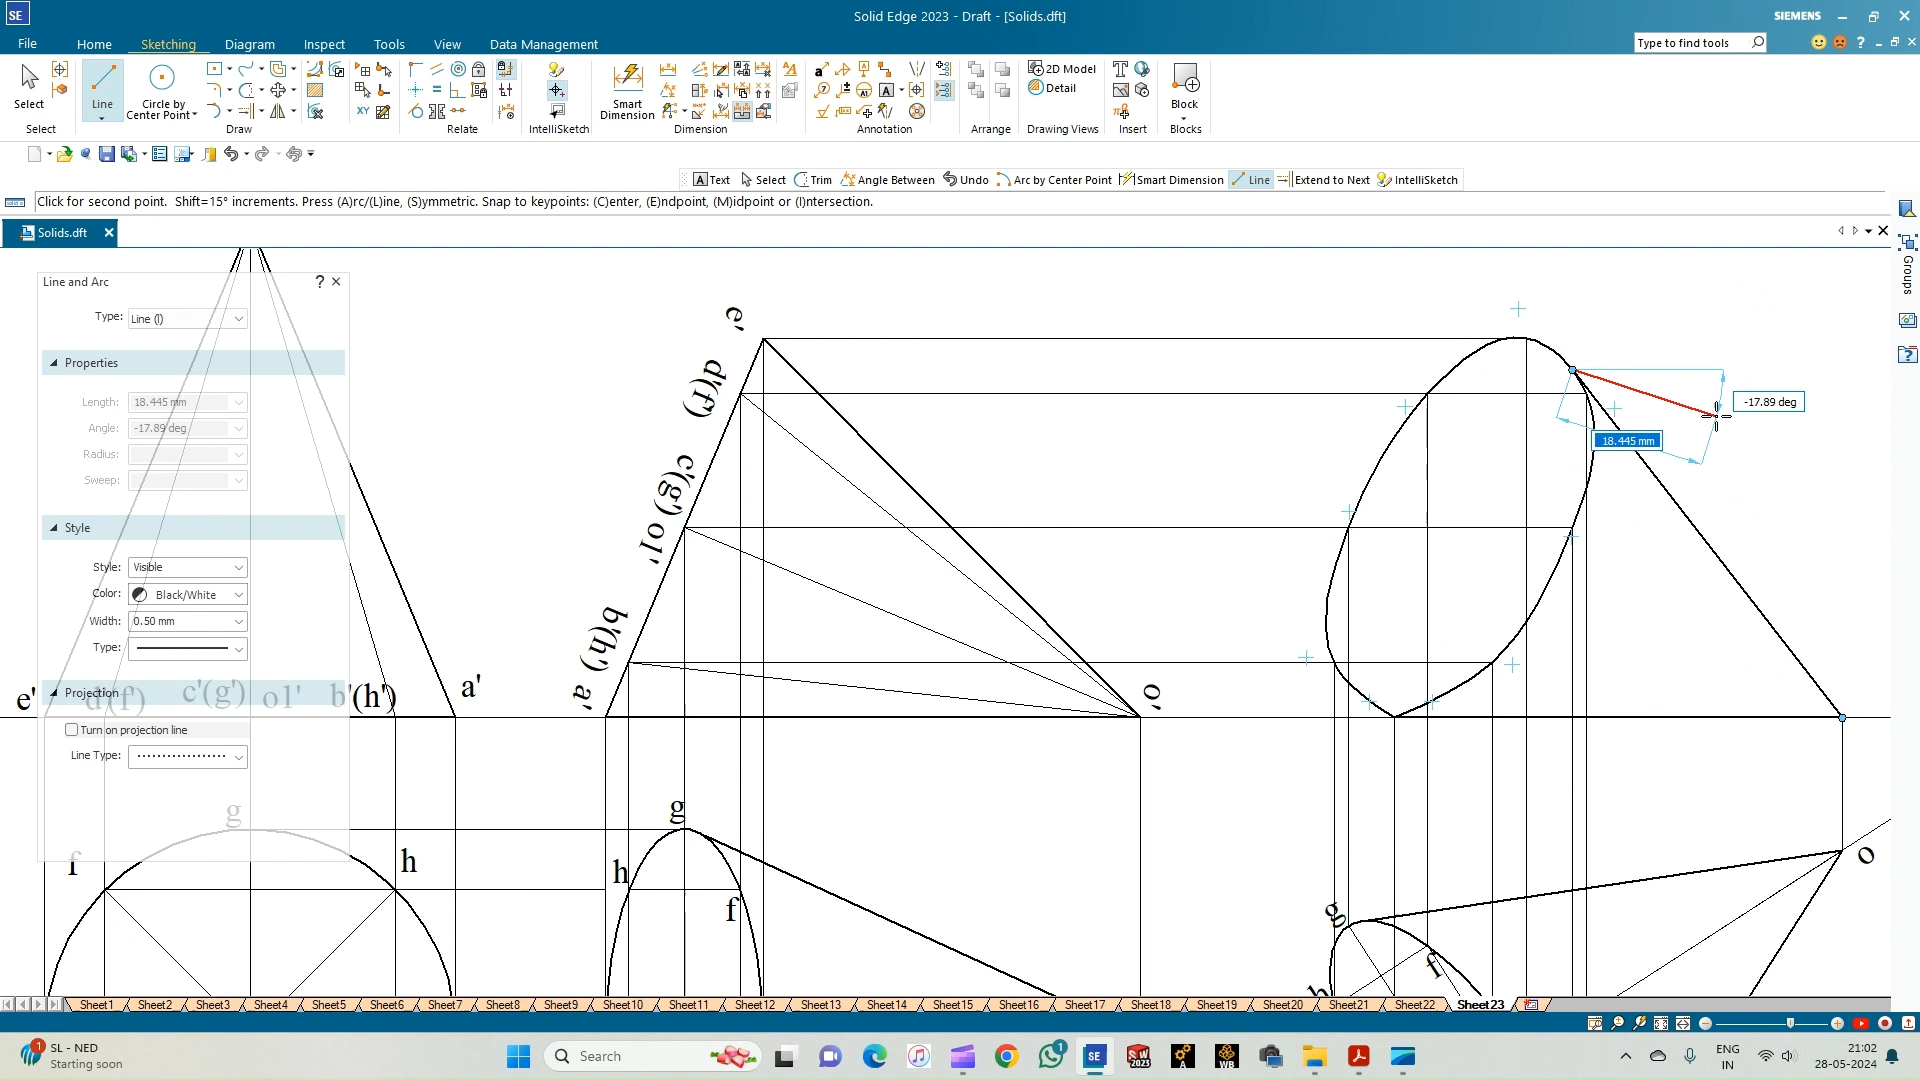 SE
Solid Edge 2023 - Draft - [Solids.dft]
SIEMENS
File
Home
Sketching
Diagram
Inspect
Tools
View
Data Management
Type to find tools
Select
Line
Circle by
Center Point
Smart
Dimension
2D Model
Detail
Block
Select
Draw
Relate
IntelliSketch
Dimension
Annotation
Arrange
Drawing Views
Insert
Blocks
Text
Select
Trim
Angle Between
Undo
Arc by Center Point
Smart Dimension
Line
Extend to Next
IntelliSketch
Click for second point. Shift=15° increments. Press (A)rc/(L)ine, (S)ymmetric. Snap to keypoints: (C)enter, (E)ndpoint, (M)idpoint or (I)ntersection.
Solids.dft
Groups
Line and Arc
Type: Line (l)
Properties
Length: 18.445 mm
Angle: -17.89 deg
Radius:
Sweep:
Style
Style: Visible
Color: Black/White
Width: 0.50 mm
Type:
Projection
Turn on projection line
Line Type:
e'
d'(f')
c'(g')
o1'
b'(h')
a'
g
f
h
e'
d'(f')
c'(g')
o1'
b'(h')
a'
o'
g
h
f
-17.89 deg
18.445 mm
o
g
f
h
Sheet1
Sheet2
Sheet3
Sheet4
Sheet5
Sheet6
Sheet7
Sheet8
Sheet9
Sheet10
Sheet11
Sheet12
Sheet13
Sheet14
Sheet15
Sheet16
Sheet17
Sheet18
Sheet19
Sheet20
Sheet21
Sheet22
Sheet23
1
SL - NED
Starting soon
Search
1
SE
ENG
IN
21:02
28-05-2024